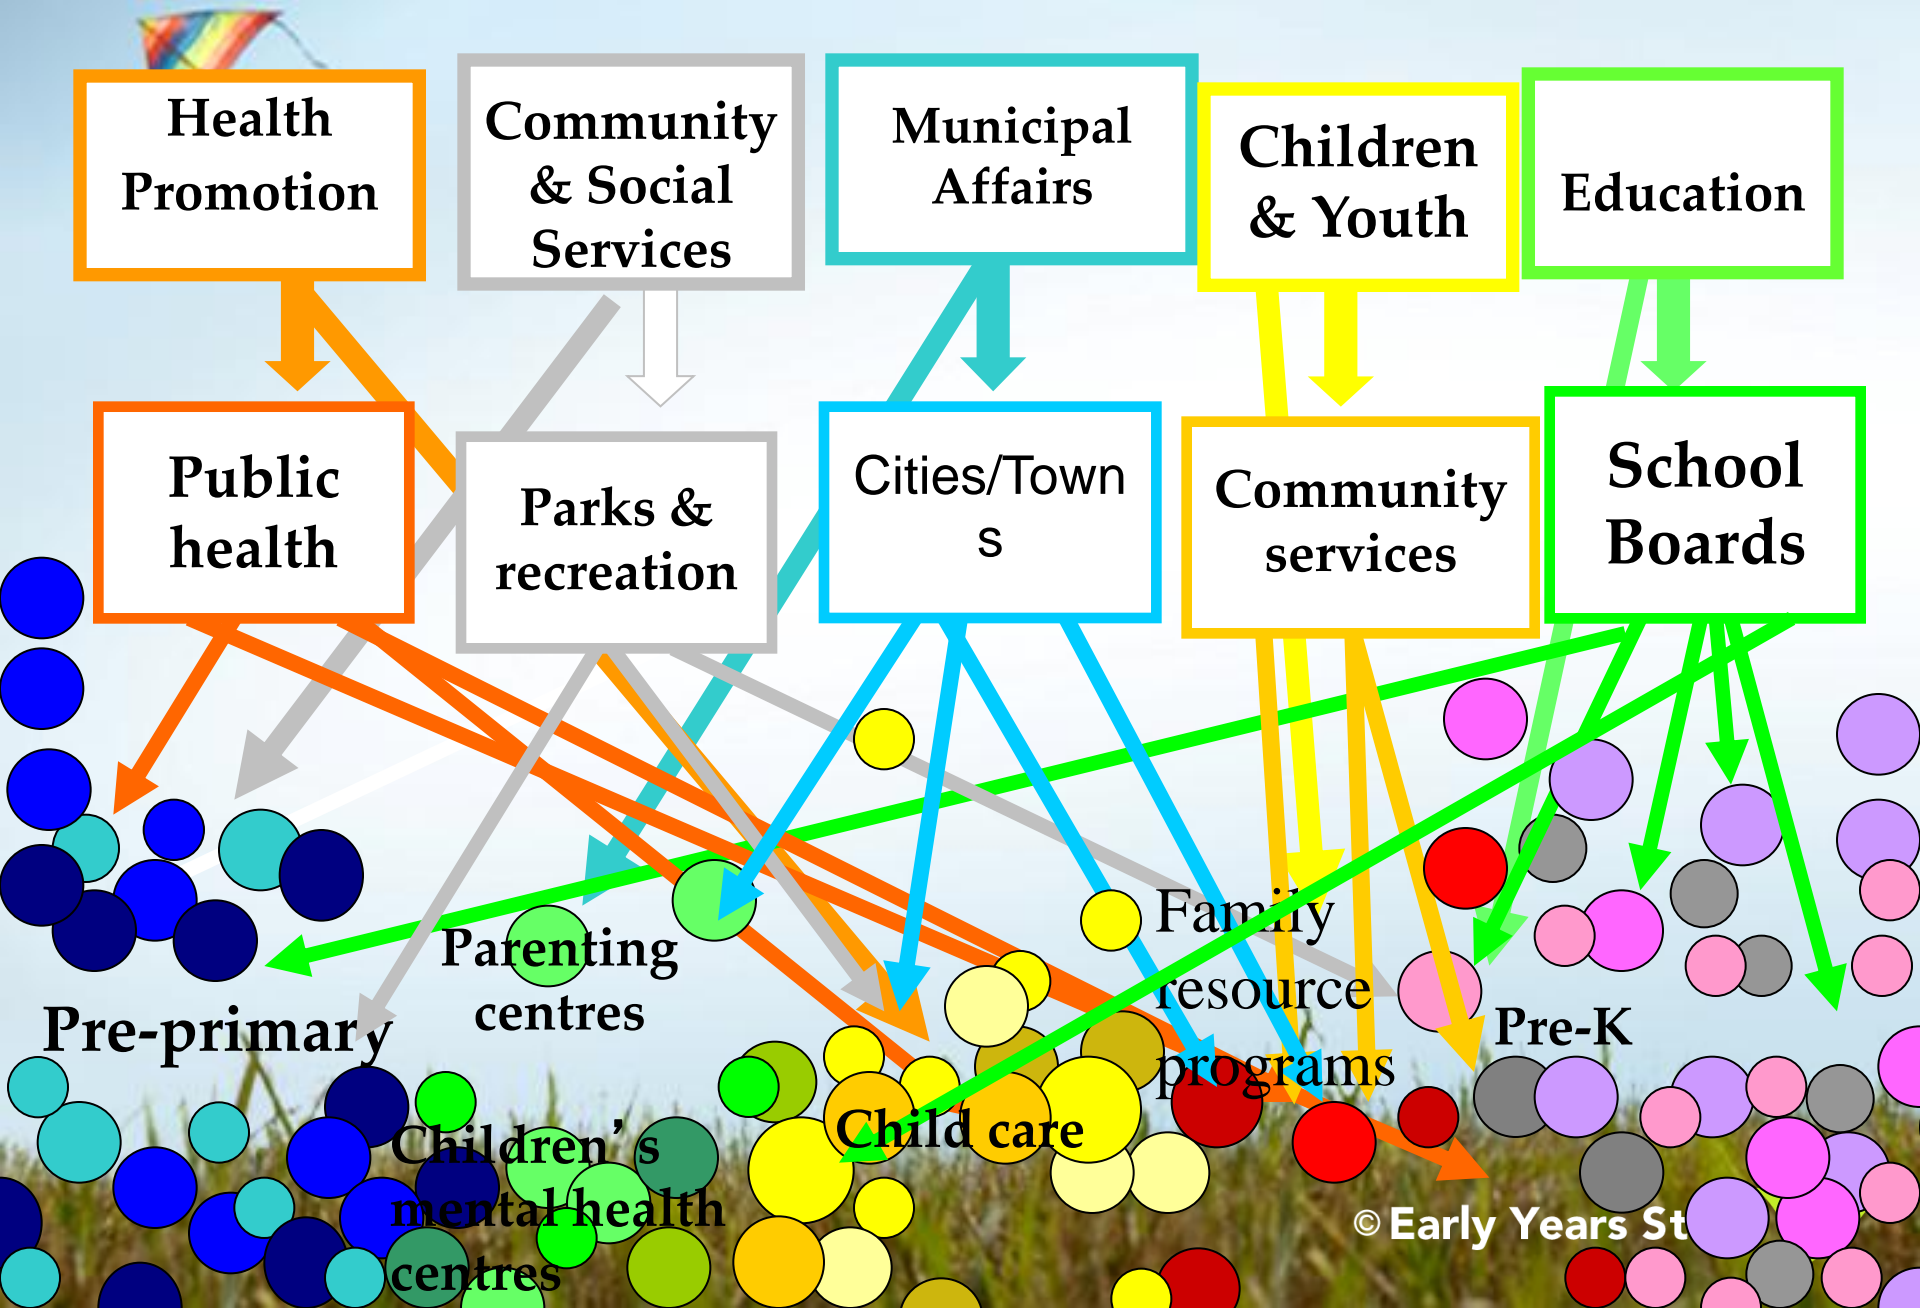 Health
Promotion
Community
& Social
Services
Municipal
Affairs
Children
& Youth
Education
Public
health
Parks &
recreation
Cities/Town
s
Community
services
School
Boards
Parenting
centres
Family
resource
programs
Pre-primary
Pre-K
Child care
Children’s
mental health
centres
© Early Years St